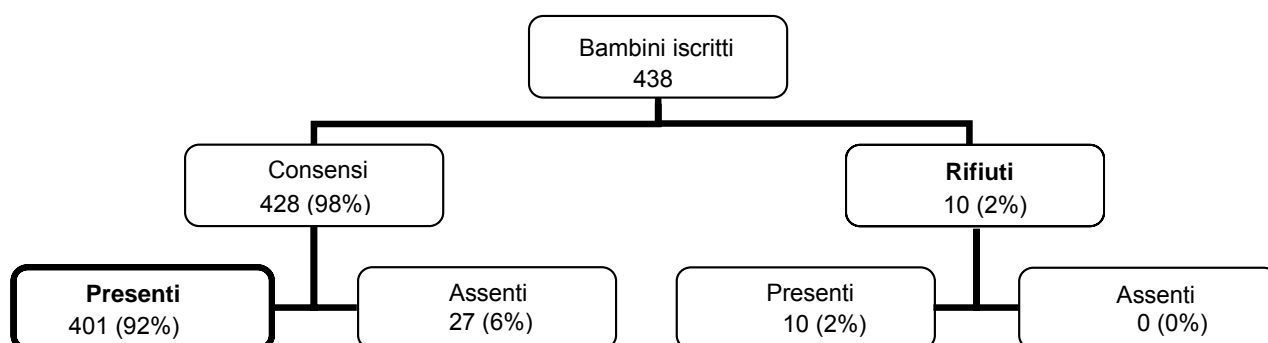 Bambini iscritti
438
Consensi
428 (98%)
Rifiuti
10 (2%)
Presenti
401 (92%)
Assenti
27 (6%)
Presenti
10 (2%)
Assenti
0 (0%)